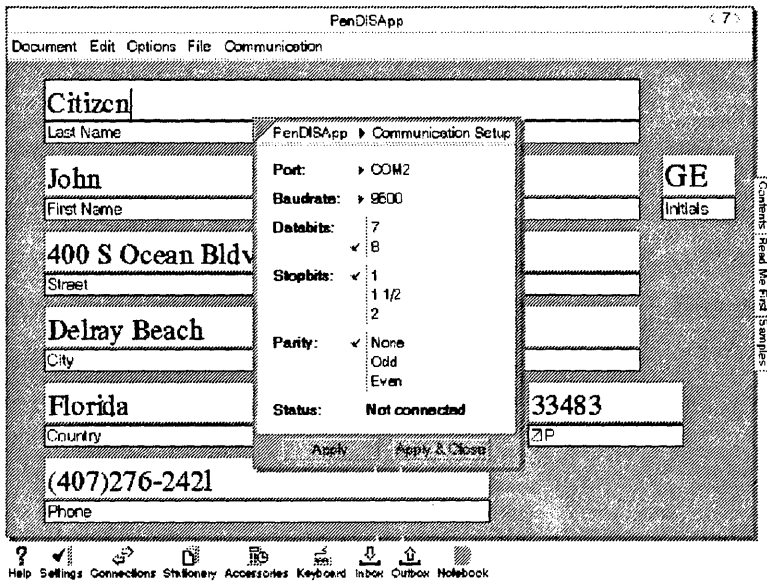 PenDISApp < 7 >
Document Edit Options File Communication
Citizen
Last Name
PenDISApp Communication Setup
Port: COM2
Baudrate: 9600
Databits: 7
8
Stopbits: 1
1 1/2
2
Parity: None
Odd
Even
Status: Not connected
Apply Apply & Close
John
First Name
GE
Initials
400 S Ocean Bldv
Street
Delray Beach
City
Florida
Country
33483
ZIP
(407)276-2421
Phone
Contents Read Me First Samples
? Help Settings Connections Stationery Accessories Keyboard Inbox Outbox Notebook